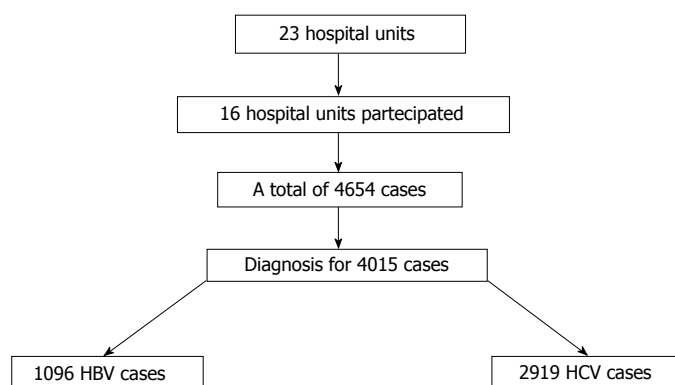 23 hospital units
16 hospital units partecipated
A total of 4654 cases
Diagnosis for 4015 cases
1096 HBV cases
2919 HCV cases